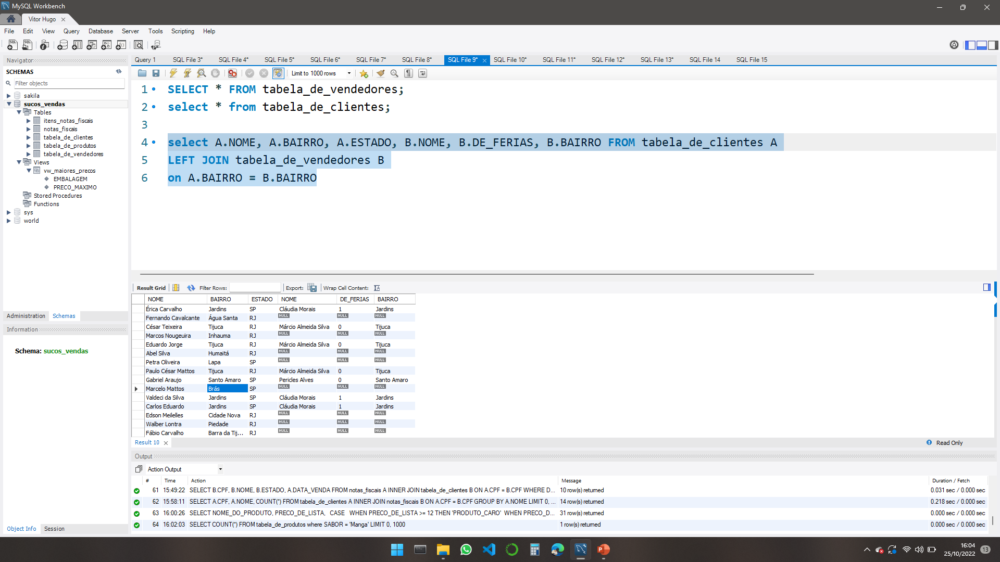 MySQL Workbench
Vitor Hugo
File Edit View Query Database Server Tools Scripting Help
Navigator
SCHEMAS
Filter objects
sakila
sucos_vendas
Tables
itens_notas_fiscais
notas_fiscais
tabela_de_clientes
tabela_de_produtos
tabela_de_vendedores
Views
vw_maiores_precos
EMBALAGEM
PRECO_MAXIMO
Stored Procedures
Functions
sys
world
Administration Schemas
Information
Schema: sucos_vendas
Object Info Session
Query 1 SQL File 3* SQL File 4* SQL File 5* SQL File 6* SQL File 7* SQL File 8* SQL File 9* SQL File 10* SQL File 11* SQL File 12* SQL File 13* SQL File 14 SQL File 15
Limit to 1000 rows
1 SELECT * FROM tabela_de_vendedores;
2 select * from tabela_de_clientes;
3
4 select A.NOME, A.BAIRRO, A.ESTADO, B.NOME, B.DE_FERIAS, B.BAIRRO FROM tabela_de_clientes A
5 LEFT JOIN tabela_de_vendedores B
6 on A.BAIRRO = B.BAIRRO
Result Grid Filter Rows: Export: Wrap Cell Content:
NOME BAIRRO ESTADO NOME DE_FERIAS BAIRRO
Érica Carvalho Jardins SP Cláudia Morais 1 Jardins
Fernando Cavalcante Água Santa RJ NULL NULL NULL
César Teixeira Tijuca RJ Márcio Almeida Silva 0 Tijuca
Marcos Nougeuira Inhauma RJ NULL NULL NULL
Eduardo Jorge Tijuca RJ Márcio Almeida Silva 0 Tijuca
Abel Silva Humaitá RJ NULL NULL NULL
Petra Oliveira Lapa SP NULL NULL NULL
Paulo César Mattos Tijuca RJ Márcio Almeida Silva 0 Tijuca
Gabriel Araujo Santo Amaro SP Pericles Alves 0 Santo Amaro
Marcelo Mattos Brás SP NULL NULL NULL
Valdeci da Silva Jardins SP Cláudia Morais 1 Jardins
Carlos Eduardo Jardins SP Cláudia Morais 1 Jardins
Edson Meilelles Cidade Nova RJ NULL NULL NULL
Walber Lontra Piedade RJ NULL NULL NULL
Fábio Carvalho Barra da Tij... RJ NULL NULL NULL
Result 10 Read Only
Output
Action Output
# Time Action Message Duration / Fetch
61 15:49:22 SELECT B.CPF, B.NOME, B.ESTADO, A.DATA_VENDA FROM notas_fiscais A INNER JOIN tabela_de_clientes B ON A.CPF = B.CPF WHERE D... 10 row(s) returned 0.031 sec / 0.000 sec
62 15:58:11 SELECT A.CPF, A.NOME, COUNT(*) FROM tabela_de_clientes A INNER JOIN notas_fiscais B ON A.CPF = B.CPF GROUP BY A.NOME LIMIT 0, ... 14 row(s) returned 0.218 sec / 0.000 sec
63 16:00:26 SELECT NOME_DO_PRODUTO, PRECO_DE_LISTA, CASE WHEN PRECO_DE_LISTA >= 12 THEN 'PRODUTO_CARO' WHEN PRECO_D... 31 row(s) returned 0.000 sec / 0.000 sec
64 16:02:03 SELECT COUNT(*) FROM tabela_de_produtos where SABOR = 'Manga' LIMIT 0, 1000 1 row(s) returned 0.000 sec / 0.000 sec
16:04
25/10/2022
13